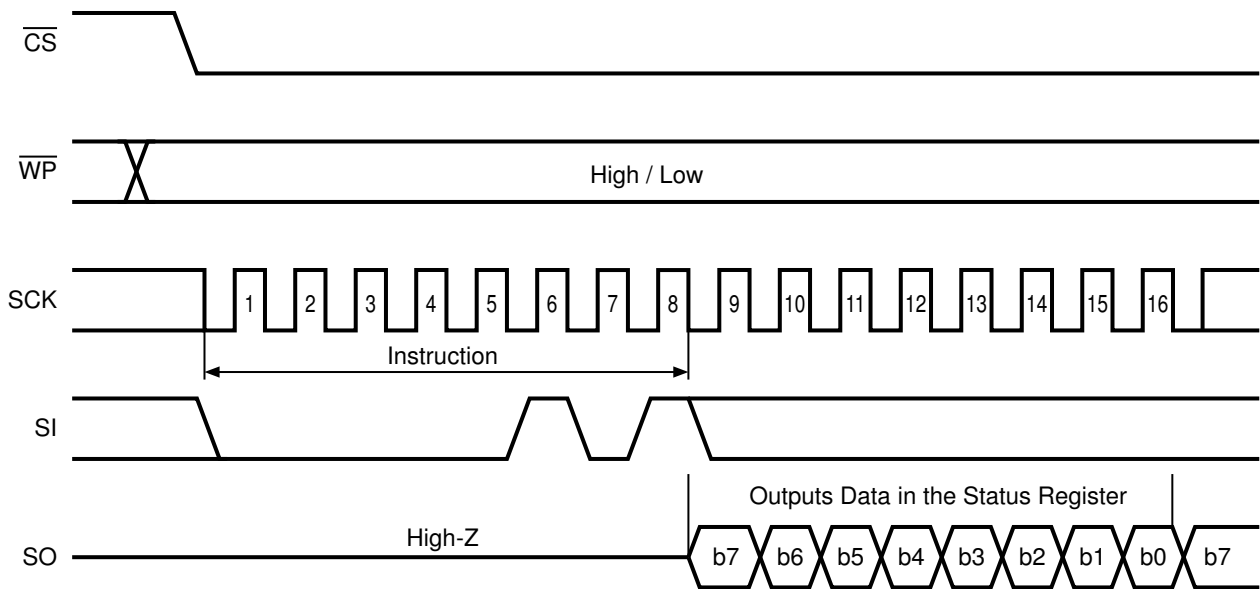 CS
WP
High / Low
SCK
1 2 3 4 5 6 7 8 9 10 11 12 13 14 15 16
Instruction
SI
Outputs Data in the Status Register
High-Z
SO
b7 b6 b5 b4 b3 b2 b1 b0 b7